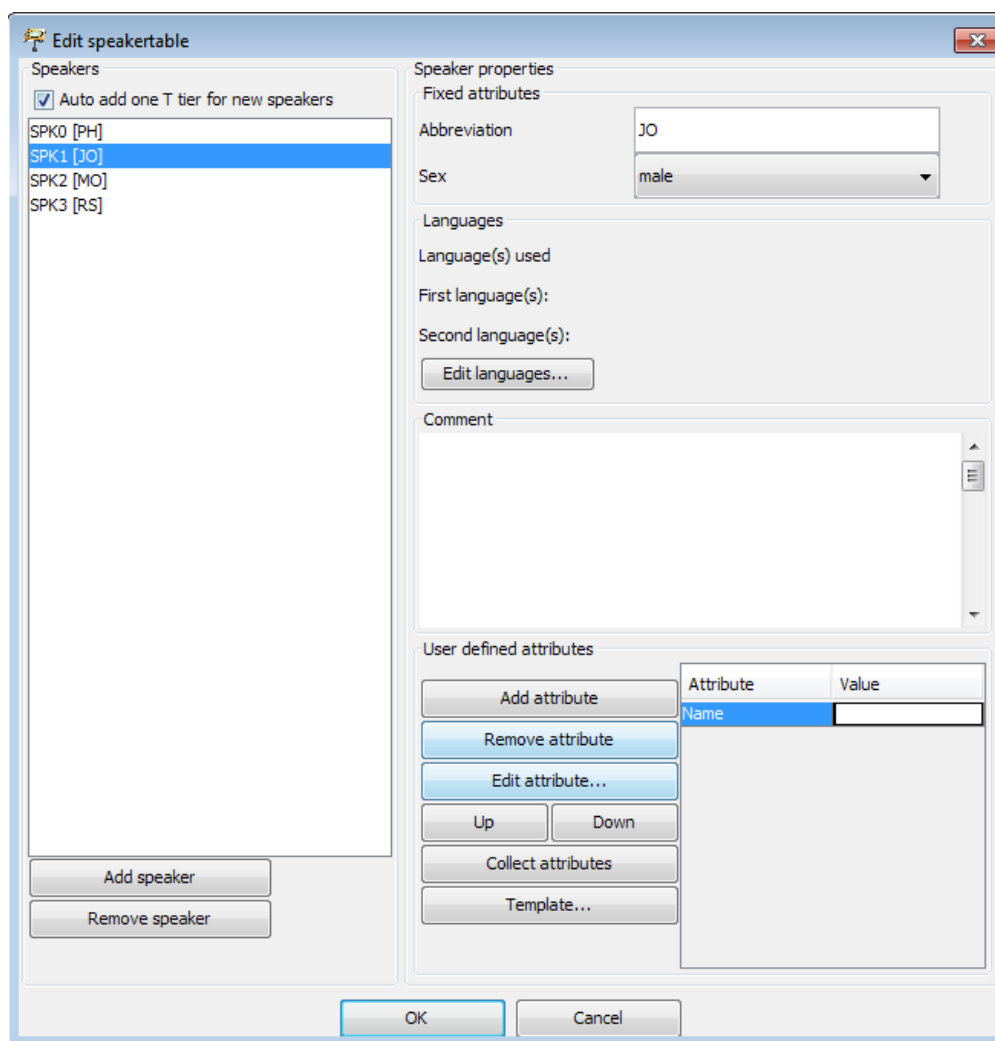 Edit speakertable
Speakers
Auto add one T tier for new speakers
SPK0 [PH]
SPK1 [JO]
SPK2 [MO]
SPK3 [RS]
Add speaker
Remove speaker
Speaker properties
Fixed attributes
Abbreviation JO
Sex male
Languages
Language(s) used
First language(s):
Second language(s):
Edit languages...
Comment
User defined attributes
Add attribute
Remove attribute
Edit attribute...
Up Down
Collect attributes
Template...
Attribute Value
Name
OK Cancel